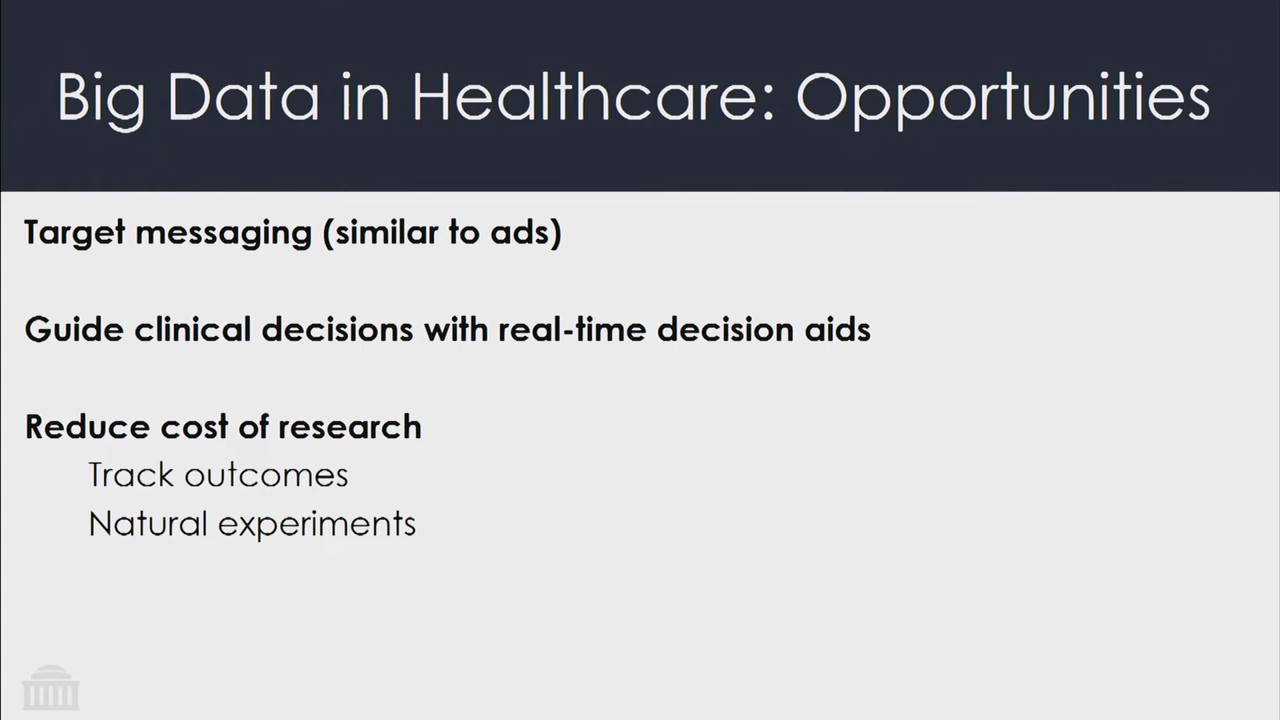 Big Data in Healthcare: Opportunities
Target messaging (similar to ads)
Guide clinical decisions with real-time decision aids
Reduce cost of research
Track outcomes
Natural experiments